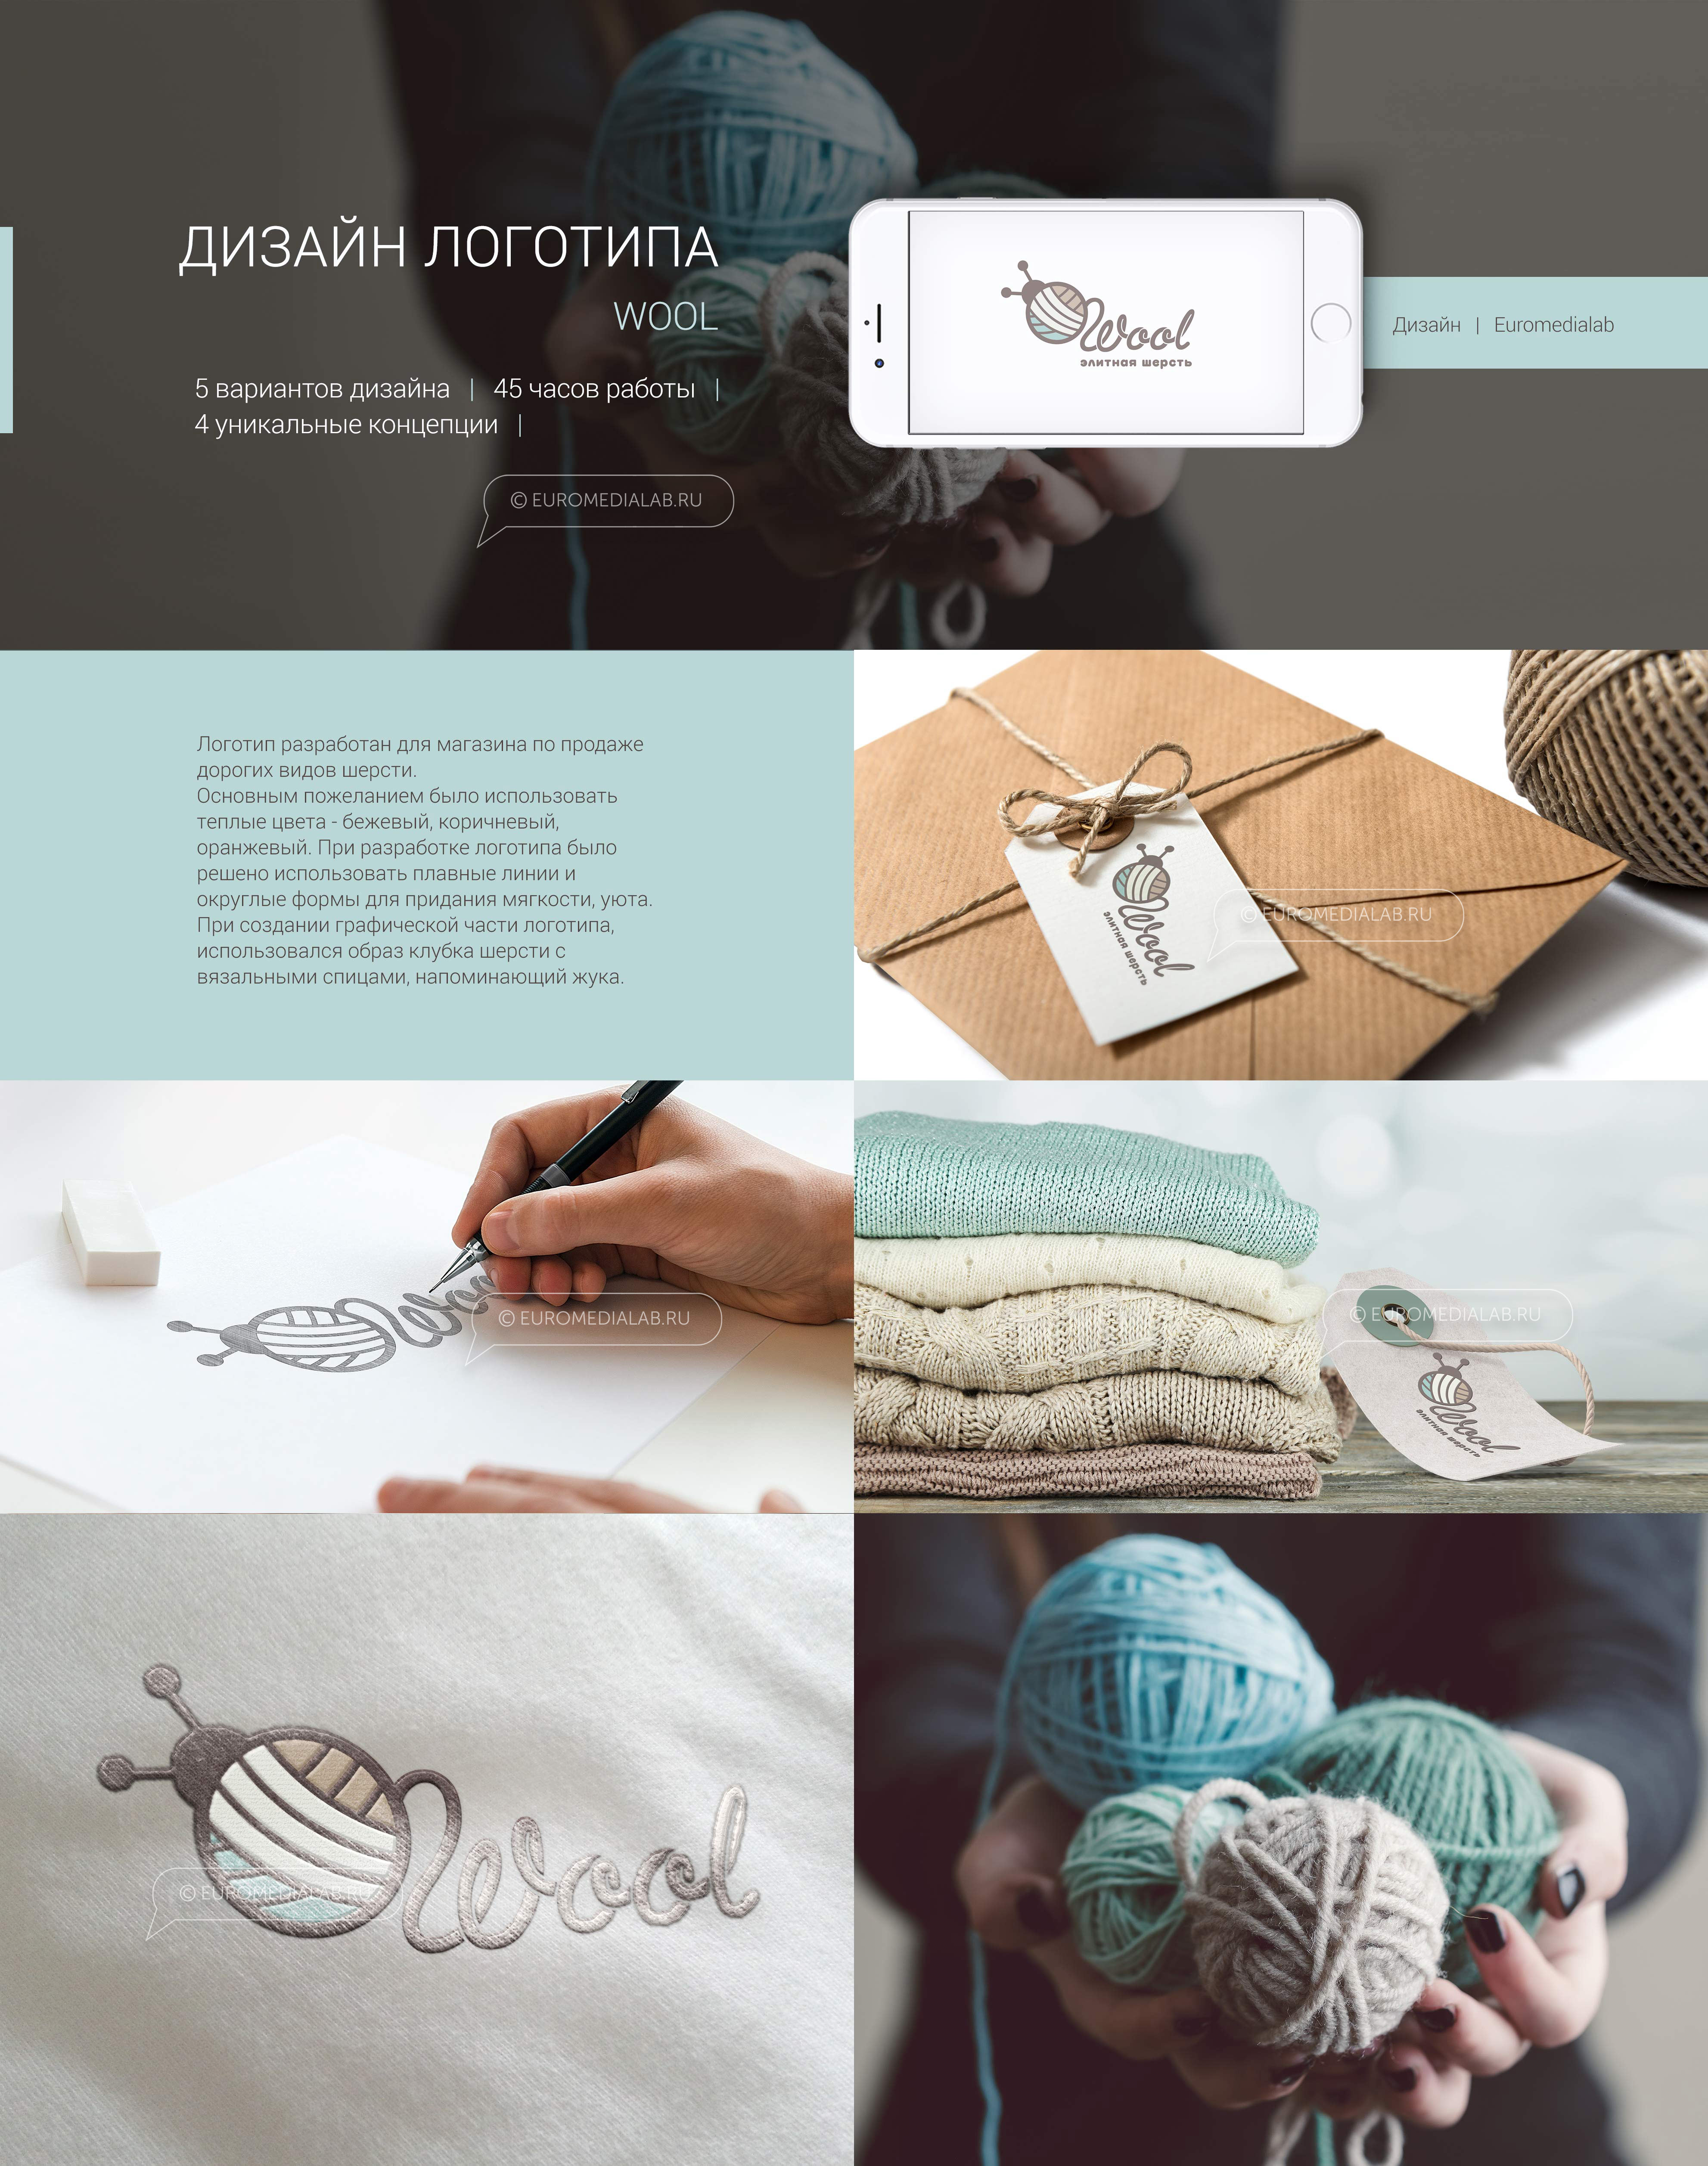 ДИЗАЙН ЛОГОТИПА
WOOL
5 вариантов дизайна | 45 часов работы |
4 уникальные концепции |
© EUROMEDIALAB.RU
Wool
элитная шерсть
Дизайн | Euromedialab
Логотип разработан для магазина по продаже
дорогих видов шерсти.
Основным пожеланием было использовать
теплые цвета - бежевый, коричневый,
оранжевый. При разработке логотипа было
решено использовать плавные линии и
округлые формы для придания мягкости, уюта.
При создании графической части логотипа,
использовался образ клубка шерсти с
вязальными спицами, напоминающий жука.
Wool
элитная шерсть
© EUROMEDIALAB.RU
Woo
© EUROMEDIALAB.RU
© EUROMEDIALAB.RU
Wool
элитная шерсть
Wool
© EUROMEDIALAB.RU